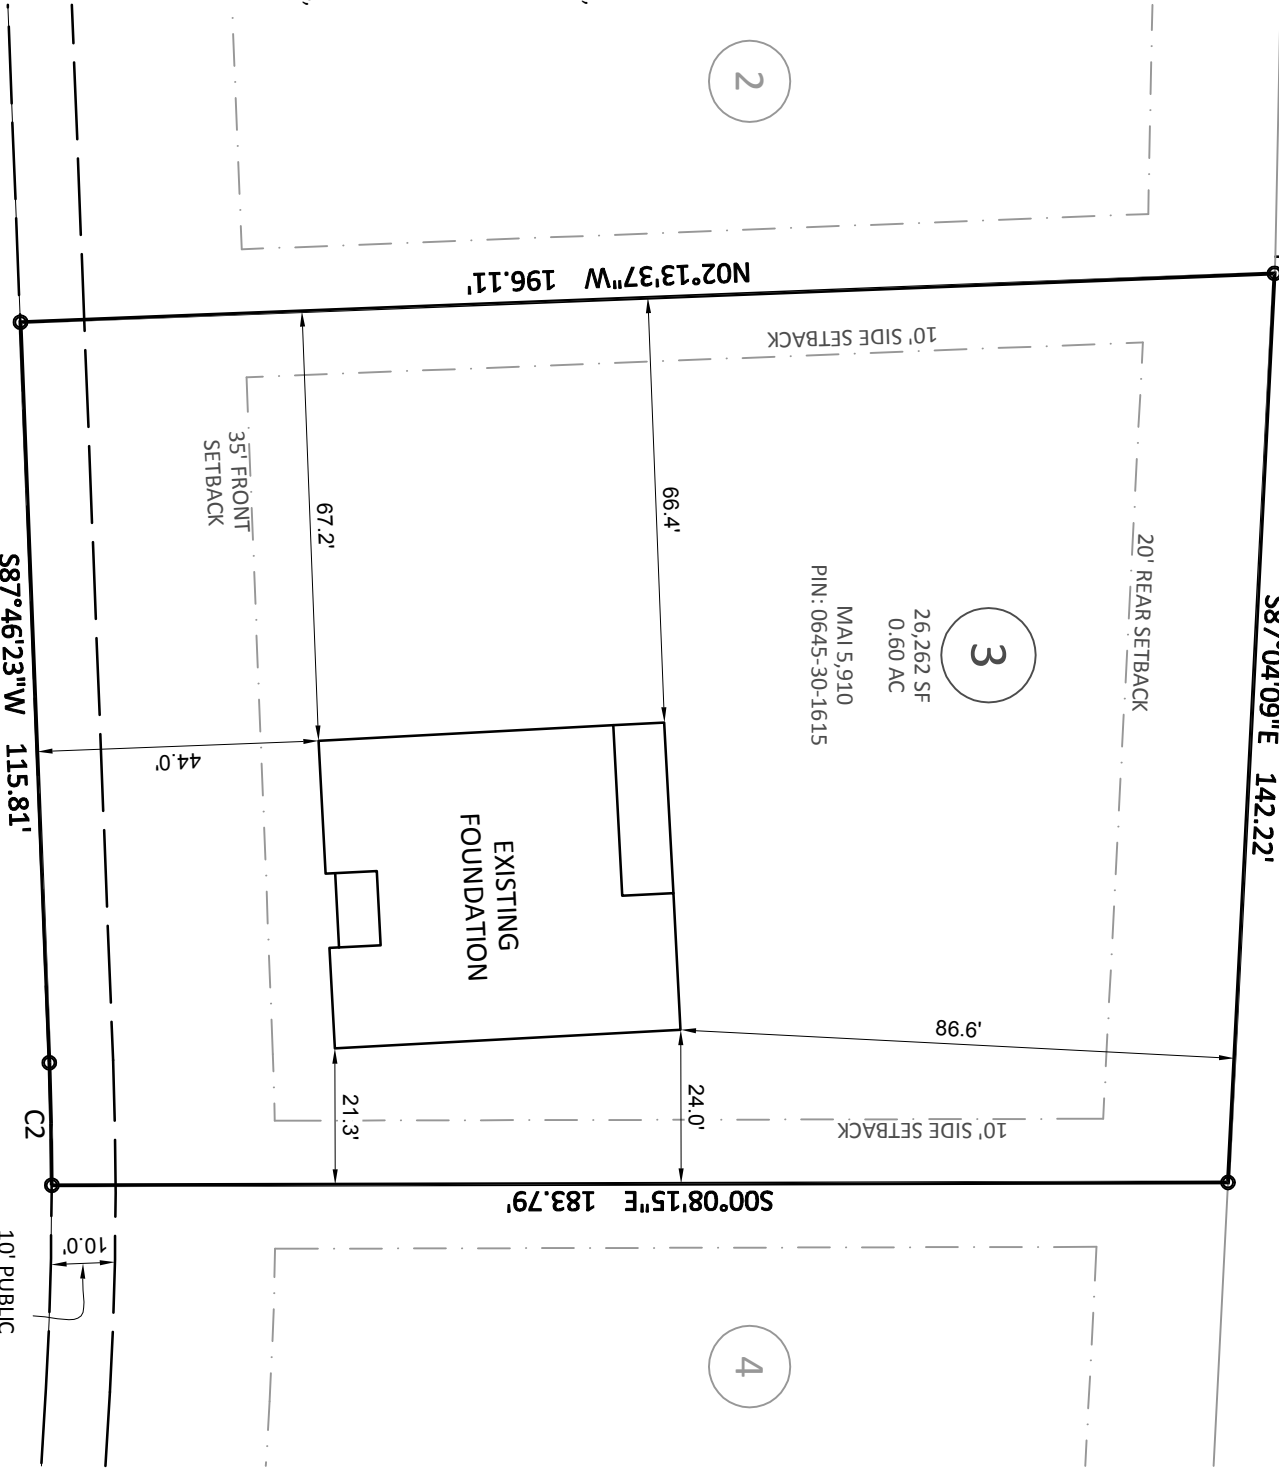 2
N02°13'37"W 196.11'
10' SIDE SETBACK
35' FRONT
SETBACK
67.2'
66.4'
20' REAR SETBACK
3
26,262 SF
0.60 AC
MAI 5,910
PIN: 0645-30-1615
S87°04'09"E 142.22'
S87°46'23"W 115.81'
44.0'
EXISTING
FOUNDATION
86.6'
21.3'
24.0'
10' SIDE SETBACK
C2
S00°08'15"E 183.79'
10.0'
10' PUBLIC
4